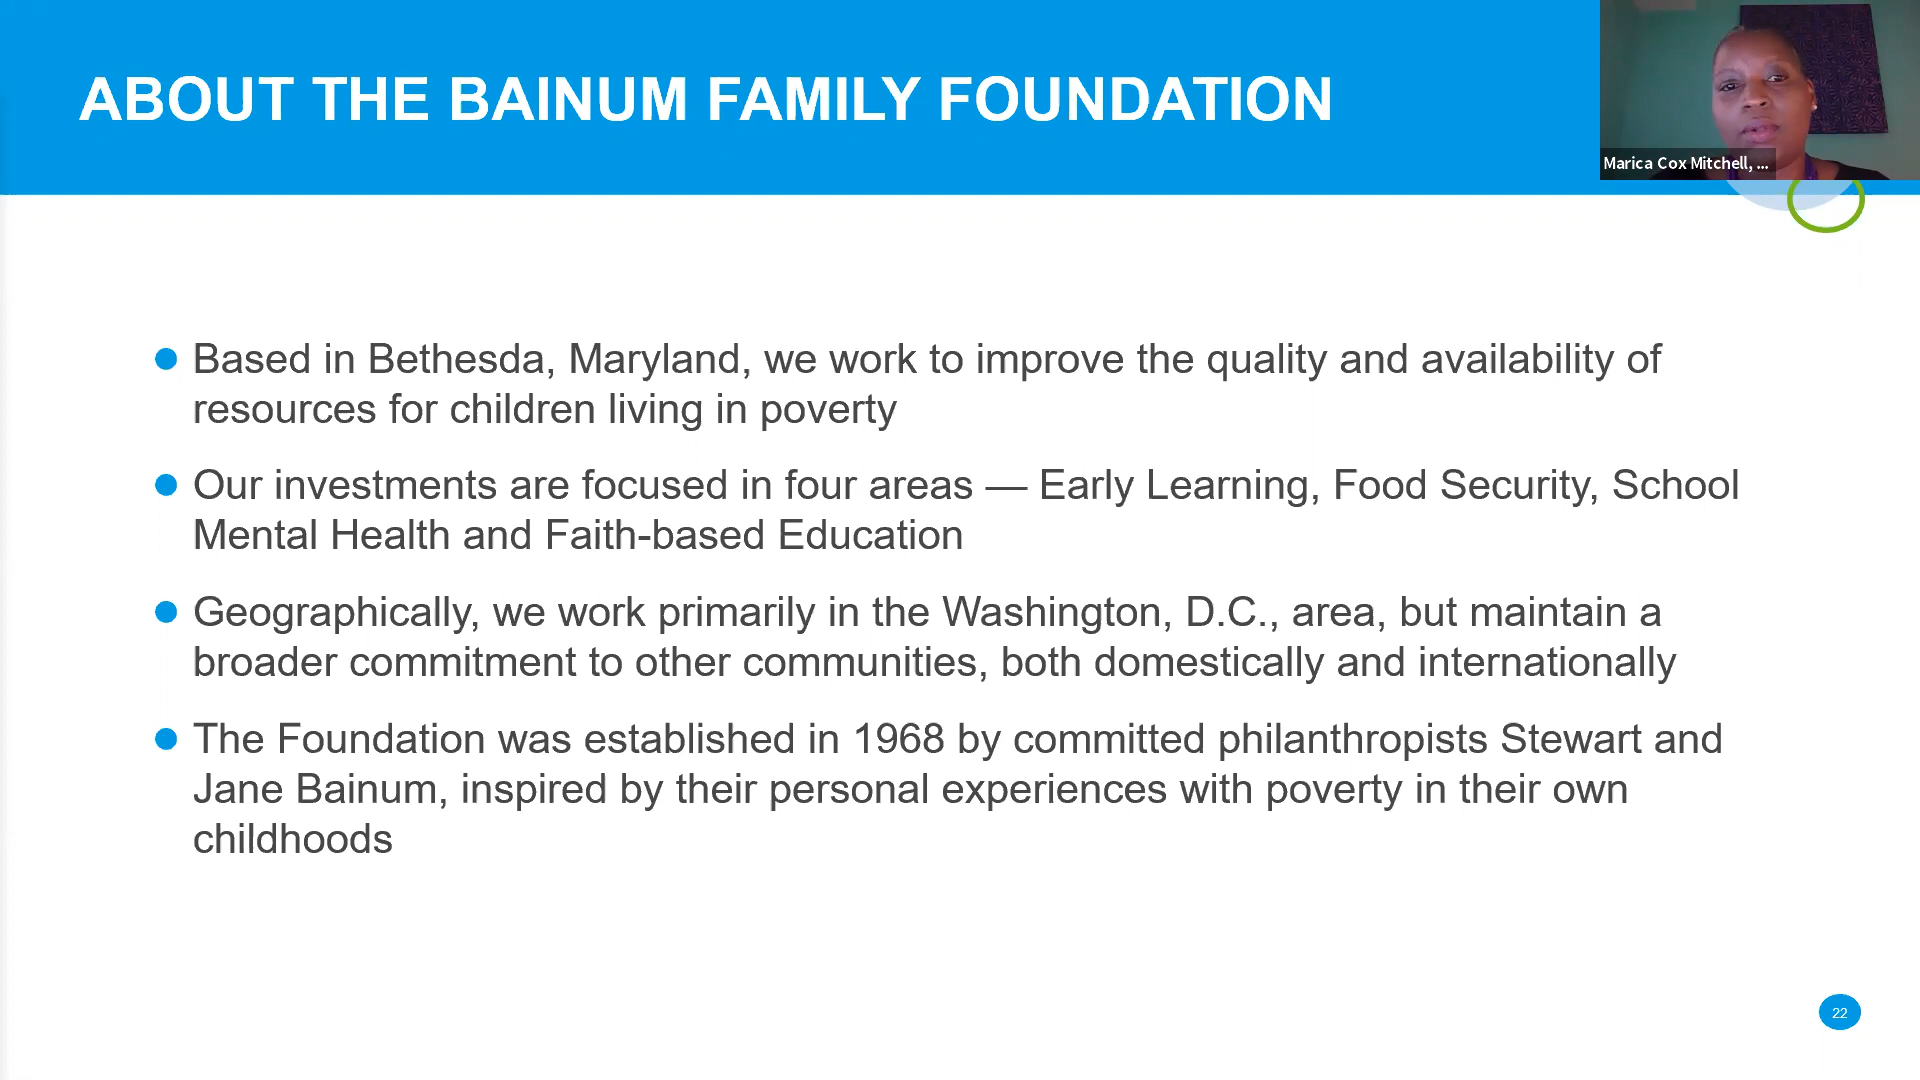 ABOUT THE BAINUM FAMILY FOUNDATION
Marica Cox Mitchell, ...
Based in Bethesda, Maryland, we work to improve the quality and availability of
resources for children living in poverty
Our investments are focused in four areas — Early Learning, Food Security, School
Mental Health and Faith-based Education
Geographically, we work primarily in the Washington, D.C., area, but maintain a
broader commitment to other communities, both domestically and internationally
The Foundation was established in 1968 by committed philanthropists Stewart and
Jane Bainum, inspired by their personal experiences with poverty in their own
childhoods
22